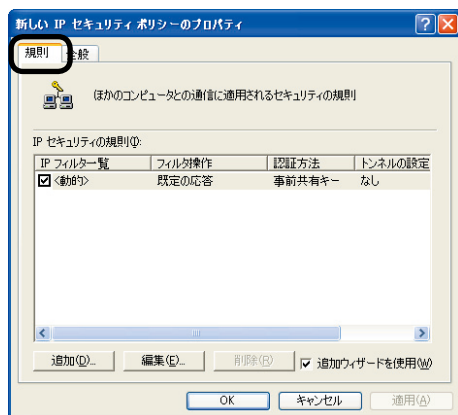 新しい IP セキュリティ ポリシーのプロパティ
規則 全般
ほかのコンピュータとの通信に適用されるセキュリティの規則
IP セキュリティの規則(I):
IP フィルタ一覧 フィルタ操作 認証方法 トンネルの設定
<動的> 既定の応答 事前共有キー なし
追加(D)... 編集(E)... 削除(R) 追加ウィザードを使用(W)
OK キャンセル 適用(A)